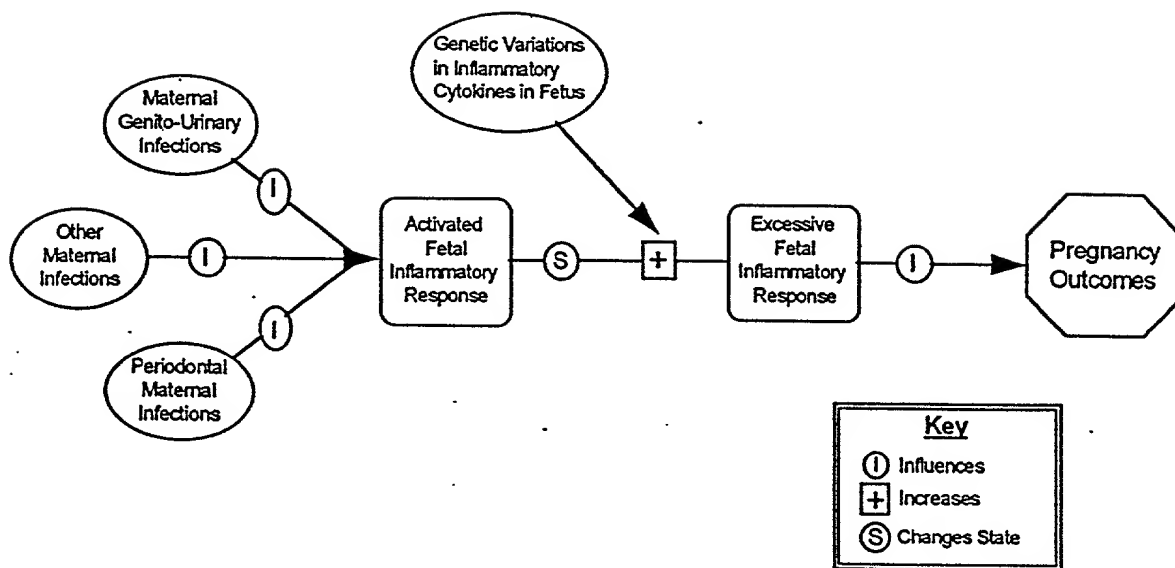 Maternal
Genito-Urinary
Infections
I
Other
Maternal
Infections
I
Periodontal
Maternal
Infections
I
Genetic Variations
in Inflammatory
Cytokines in Fetus
Activated
Fetal
Inflammatory
Response
S
+
Excessive
Fetal
Inflammatory
Response
I
Pregnancy
Outcomes
Key
I Influences
+ Increases
S Changes State